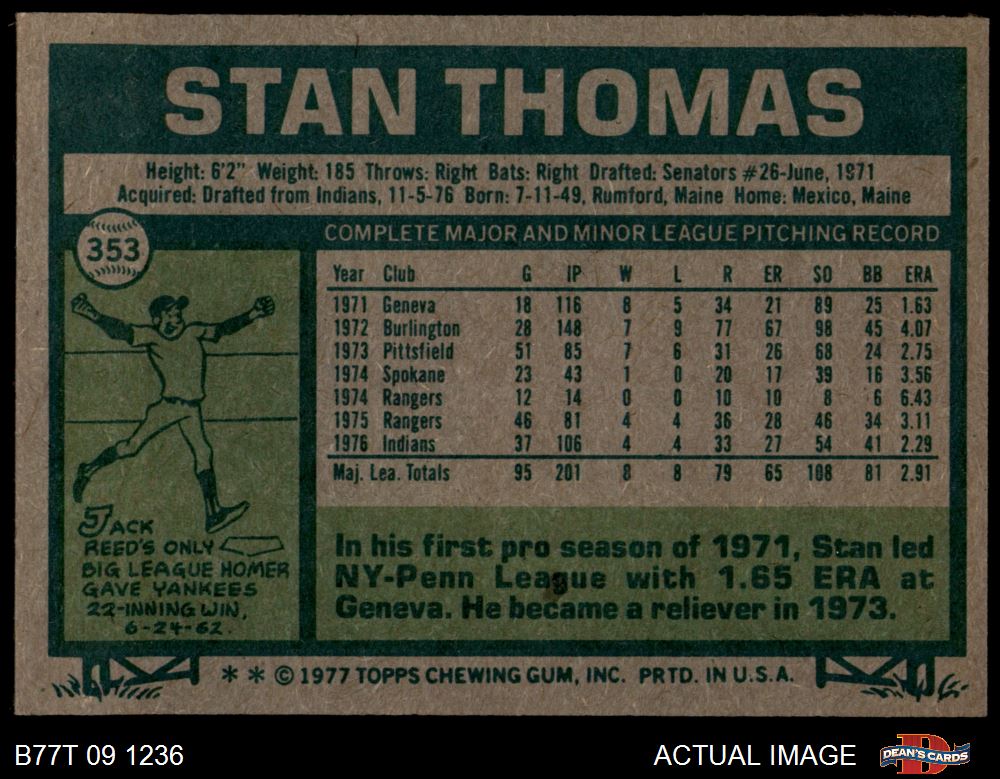 STAN THOMAS
Height: 6'2" Weight: 185 Throws: Right Bats: Right Drafted: Senators #26-June, 1971
Acquired: Drafted from Indians, 11-5-76 Born: 7-11-49, Rumford, Maine Home: Mexico, Maine
353
COMPLETE MAJOR AND MINOR LEAGUE PITCHING RECORD
Year Club G IP W L R ER SO BB ERA
1971 Geneva 18 116 8 5 34 21 89 25 1.63
1972 Burlington 28 148 7 9 77 67 98 45 4.07
1973 Pittsfield 51 85 7 6 31 26 68 24 2.75
1974 Spokane 23 43 1 0 20 17 39 16 3.56
1974 Rangers 12 14 0 0 10 10 8 6 6.43
1975 Rangers 46 81 4 4 36 28 46 34 3.11
1976 Indians 37 106 4 4 33 27 54 41 2.29
Maj. Lea. Totals 95 201 8 8 79 65 108 81 2.91
JACK
REED'S ONLY
BIG LEAGUE HOMER
GAVE YANKEES
22-INNING WIN,
6-24-62.
In his first pro season of 1971, Stan led
NY-Penn League with 1.65 ERA at
Geneva. He became a reliever in 1973.
* * © 1977 TOPPS CHEWING GUM, INC. PRTD. IN U.S.A.
B77T 09 1236
ACTUAL IMAGE
D
DEAN'S CARDS